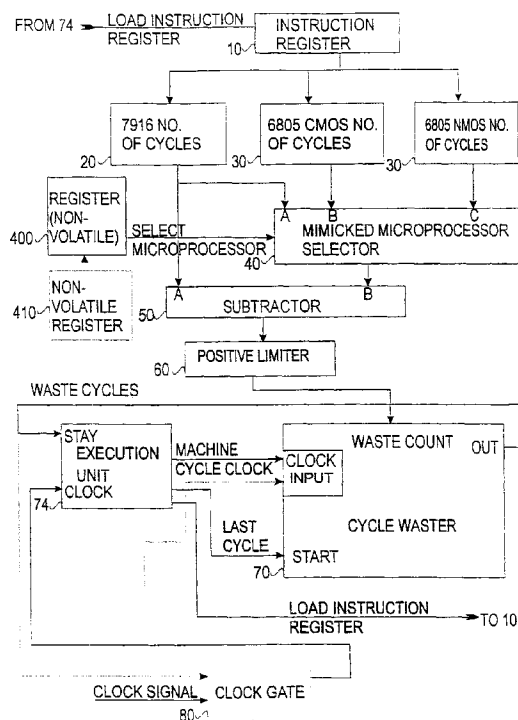 FROM 74
LOAD INSTRUCTION
REGISTER
INSTRUCTION
REGISTER
10
7916 NO.
OF CYCLES
20
6805 CMOS NO.
OF CYCLES
30
6805 NMOS NO.
OF CYCLES
30
REGISTER
(NON-
VOLATILE)
400
SELECT
MICROPROCESSOR
A B C
MIMICKED MICROPROCESSOR
SELECTOR
40
NON-
VOLATILE
REGISTER
410
A B
SUBTRACTOR
50
POSITIVE LIMITER
60
WASTE CYCLES
STAY
EXECUTION
UNIT
CLOCK
74
MACHINE
CYCLE CLOCK
LAST
CYCLE
WASTE COUNT
OUT
CLOCK
INPUT
CYCLE WASTER
START
70
LOAD INSTRUCTION
REGISTER
TO 10
CLOCK SIGNAL
CLOCK GATE
80